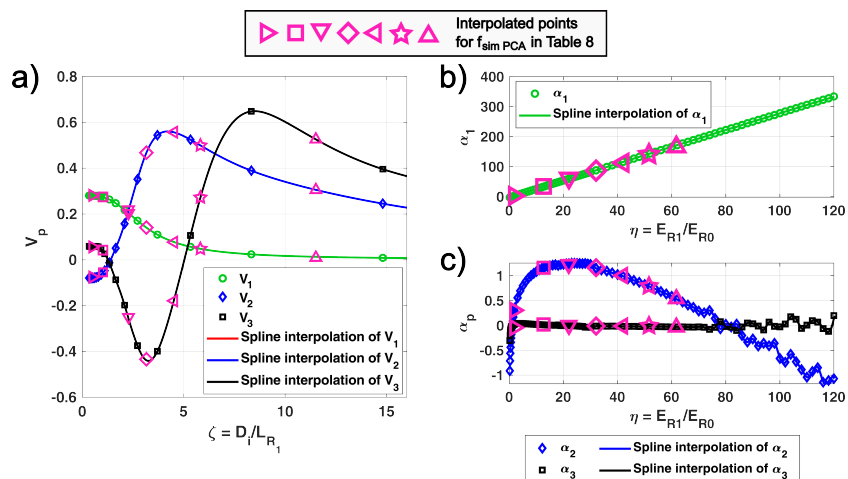 Interpolated points
for f_sim PCA in Table 8
a)
0.8
0.6
0.4
0.2
0
-0.2
-0.4
-0.6
V_p
0
5
10
15
ζ = D_i/L_R_1
V_1
V_2
V_3
Spline interpolation of V_1
Spline interpolation of V_2
Spline interpolation of V_3
b)
400
300
200
100
0
α_1
0
20
40
60
80
100
120
η = E_R1/E_R0
α_1
Spline interpolation of α_1
c)
1
0.5
0
-0.5
-1
α_p
0
20
40
60
80
100
120
η = E_R1/E_R0
α_2
Spline interpolation of α_2
α_3
Spline interpolation of α_3